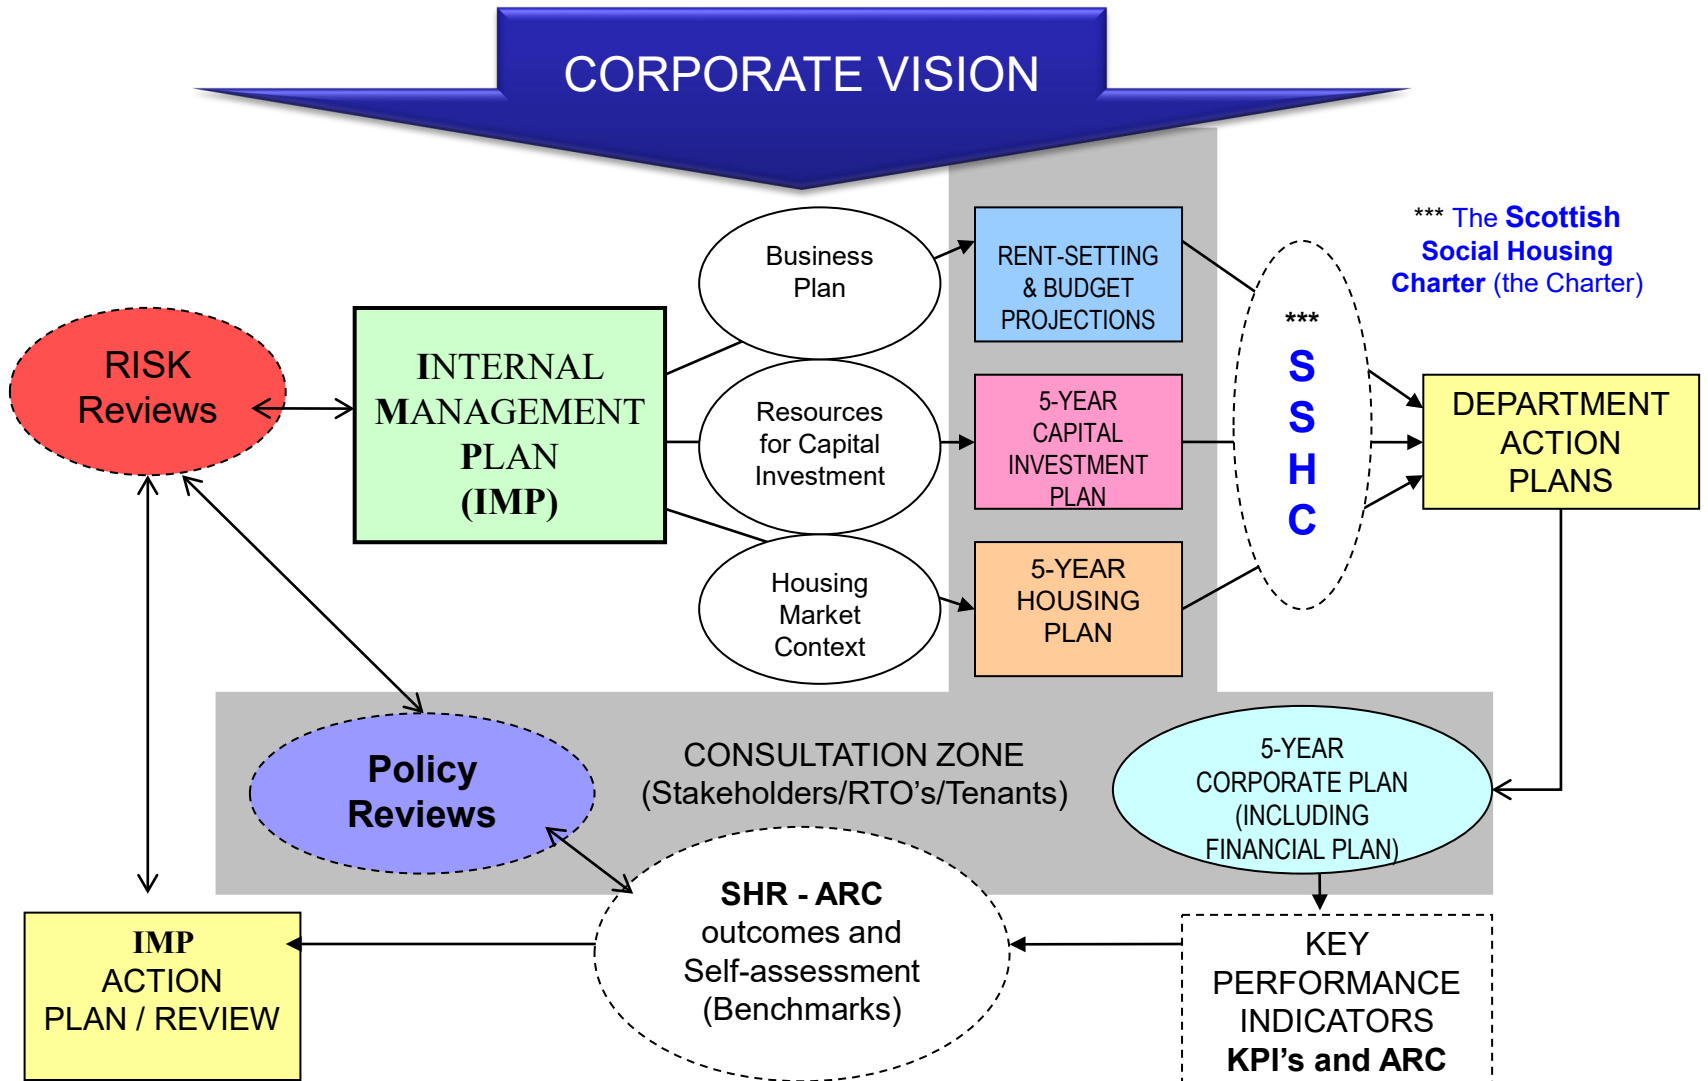 CORPORATE VISION
*** The Scottish
Social Housing
Charter (the Charter)
Business
Plan
RENT-SETTING
& BUDGET
PROJECTIONS
***
S
S
H
C
RISK
Reviews
INTERNAL
MANAGEMENT
PLAN
(IMP)
Resources
for Capital
Investment
5-YEAR
CAPITAL
INVESTMENT
PLAN
DEPARTMENT
ACTION
PLANS
Housing
Market
Context
5-YEAR
HOUSING
PLAN
Policy
Reviews
CONSULTATION ZONE
(Stakeholders/RTO’s/Tenants)
5-YEAR
CORPORATE PLAN
(INCLUDING
FINANCIAL PLAN)
IMP
ACTION
PLAN / REVIEW
SHR - ARC
outcomes and
Self-assessment
(Benchmarks)
KEY
PERFORMANCE
INDICATORS
KPI’s and ARC